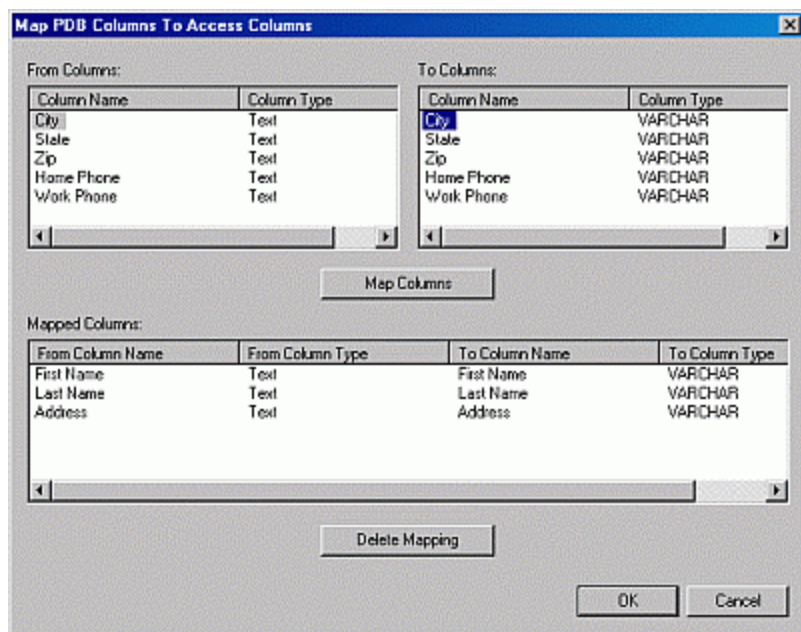 Map PDB Columns To Access Columns
From Columns: To Columns:
Column Name Column Type Column Name Column Type
City Text City VARCHAR
State Text State VARCHAR
Zip Text Zip VARCHAR
Home Phone Text Home Phone VARCHAR
Work Phone Text Work Phone VARCHAR
Map Columns
Mapped Columns:
From Column Name From Column Type To Column Name To Column Type
First Name Text First Name VARCHAR
Last Name Text Last Name VARCHAR
Address Text Address VARCHAR
Delete Mapping
OK Cancel